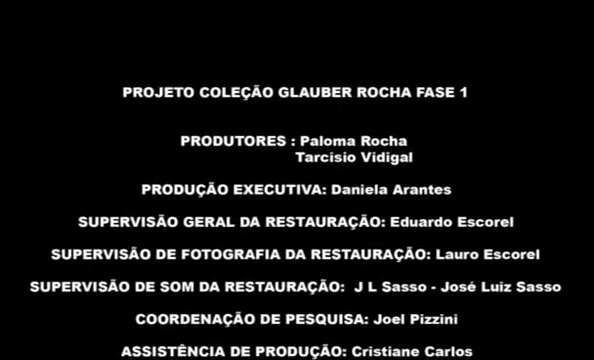 PROJETO COLEÇÃO GLAUBER ROCHA FASE 1
PRODUTORES : Paloma Rocha
Tarcisio Vidigal
PRODUÇÃO EXECUTIVA: Daniela Arantes
SUPERVISÃO GERAL DA RESTAURAÇÃO: Eduardo Escorel
SUPERVISÃO DE FOTOGRAFIA DA RESTAURAÇÃO: Lauro Escorel
SUPERVISÃO DE SOM DA RESTAURAÇÃO: J L Sasso - José Luiz Sasso
COORDENAÇÃO DE PESQUISA: Joel Pizzini
ASSISTÊNCIA DE PRODUÇÃO: Cristiane Carlos